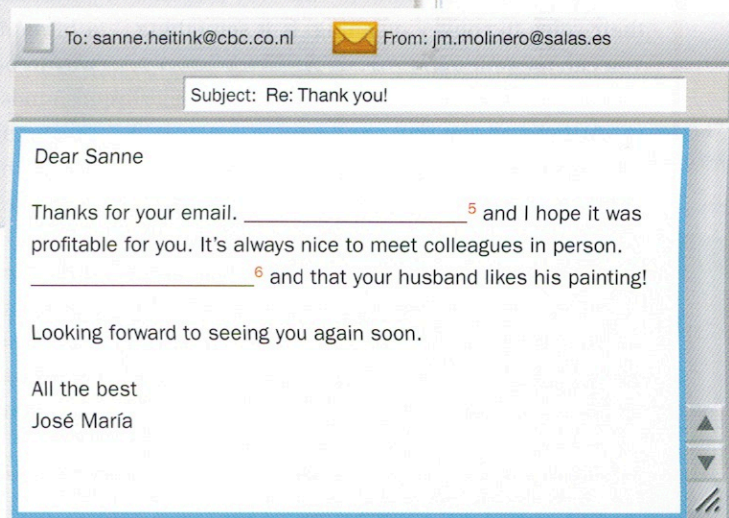 To: sanne.heitink@cbc.co.nl From: jm.molinero@salas.es
Subject: Re: Thank you!
Dear Sanne
Thanks for your email. ____________________ 5 and I hope it was
profitable for you. It's always nice to meet colleagues in person.
____________________ 6 and that your husband likes his painting!
Looking forward to seeing you again soon.
All the best
José María